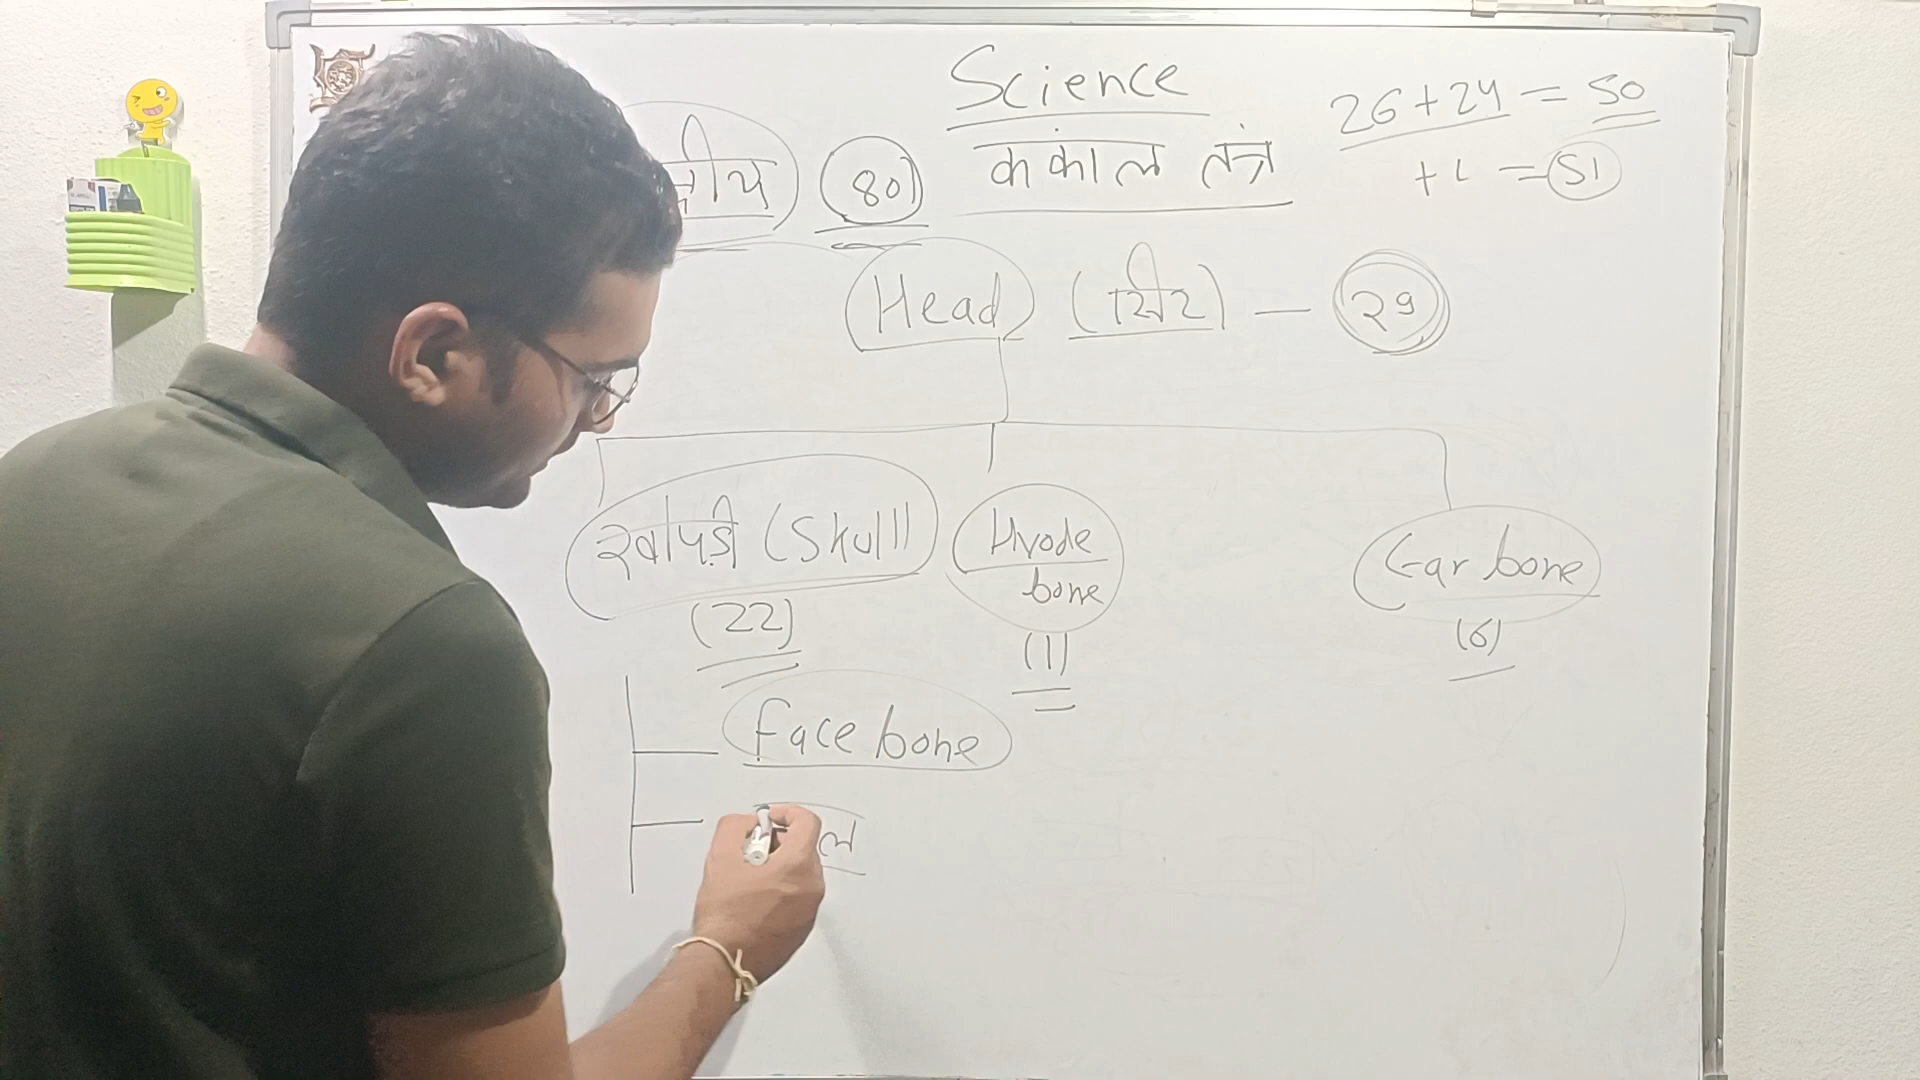 Science
26+24 = 50
कंकाल तंत्र
+1 = 51
80
Head (सिर) — 29
खोपड़ी (Skull)
Hyode
bone
Ear bone
(22)
(1)
(6)
Face bone